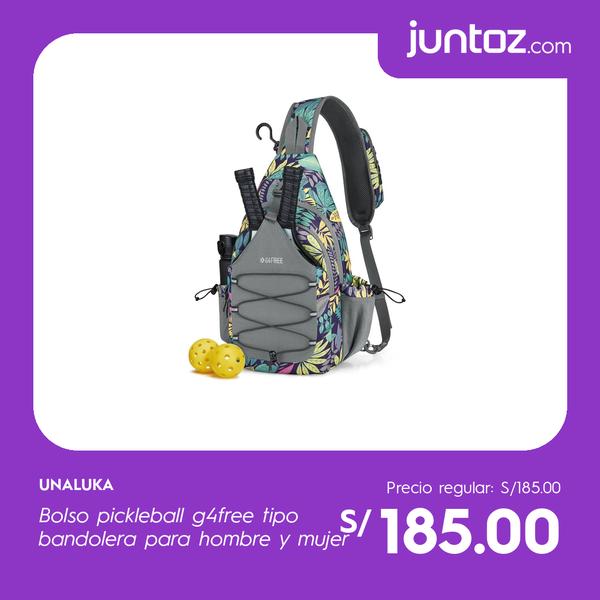 juntoz.com
G4FREE
UNALUKA
Bolso pickleball g4free tipo
bandolera para hombre y mujer
Precio regular: S/185.00
S/185.00